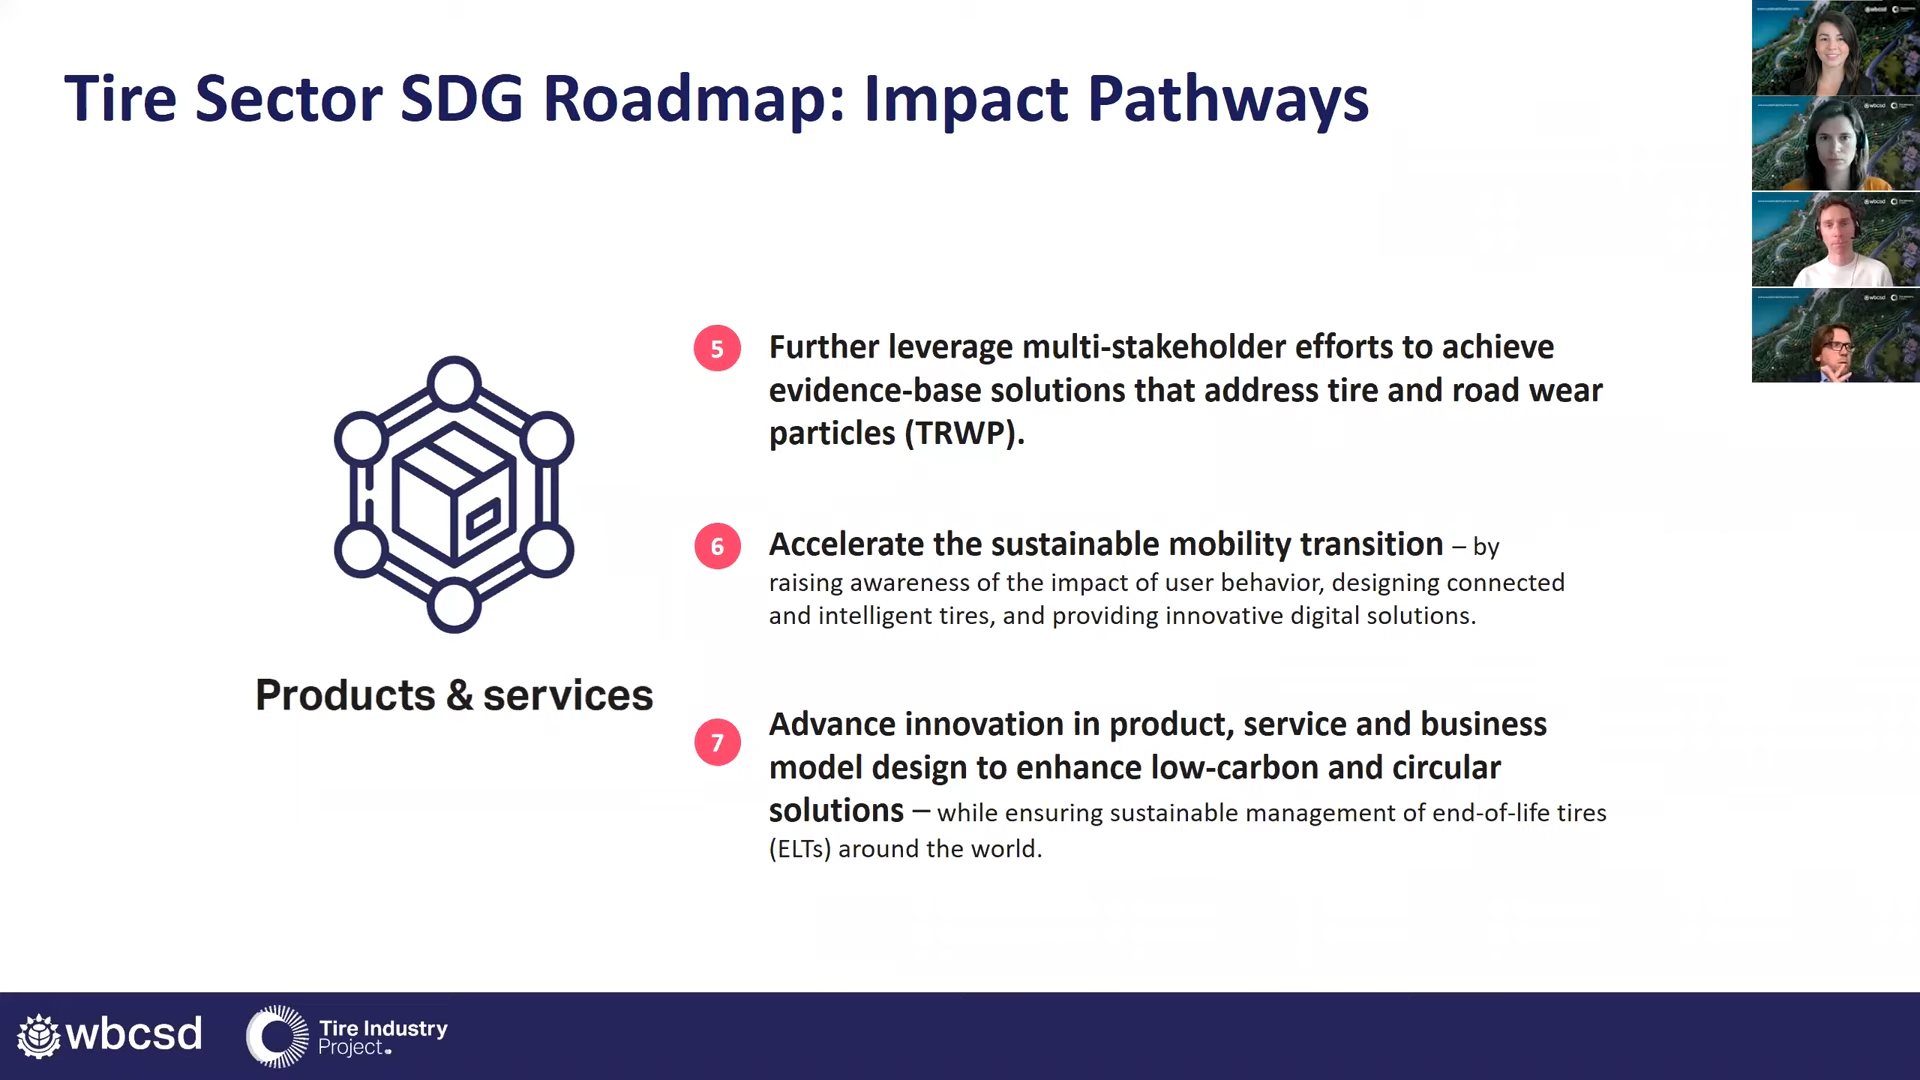 Tire Sector SDG Roadmap: Impact Pathways
Products & services
5
Further leverage multi-stakeholder efforts to achieve
evidence-base solutions that address tire and road wear
particles (TRWP).
6
Accelerate the sustainable mobility transition – by
raising awareness of the impact of user behavior, designing connected
and intelligent tires, and providing innovative digital solutions.
7
Advance innovation in product, service and business
model design to enhance low-carbon and circular
solutions – while ensuring sustainable management of end-of-life tires
(ELTs) around the world.
wbcsd
Tire Industry
Project
wbcsd
wbcsd
wbcsd
wbcsd